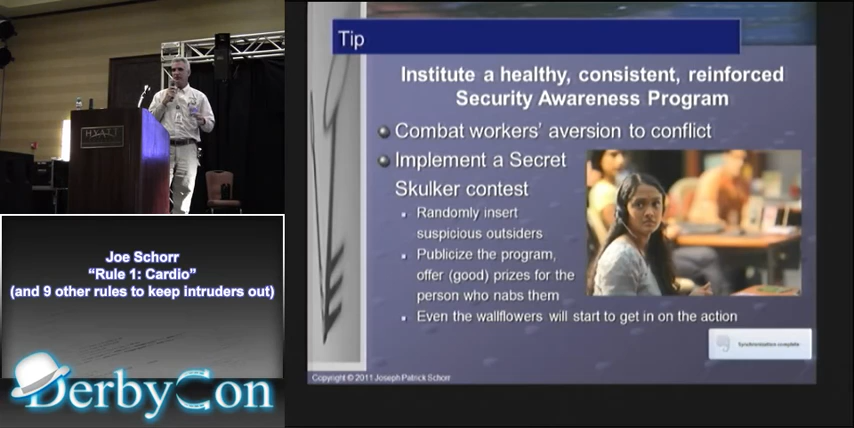 HYATT
Joe Schorr
“Rule 1: Cardio”
(and 9 other rules to keep intruders out)
DerbyCon
Tip
Institute a healthy, consistent, reinforced
Security Awareness Program
Combat workers’ aversion to conflict
Implement a Secret
Skulker contest
Randomly insert
suspicious outsiders
Publicize the program,
offer (good) prizes for the
person who nabs them
Even the wallflowers will start to get in on the action
Synchronization complete
Copyright © 2011 Joseph Patrick Schorr